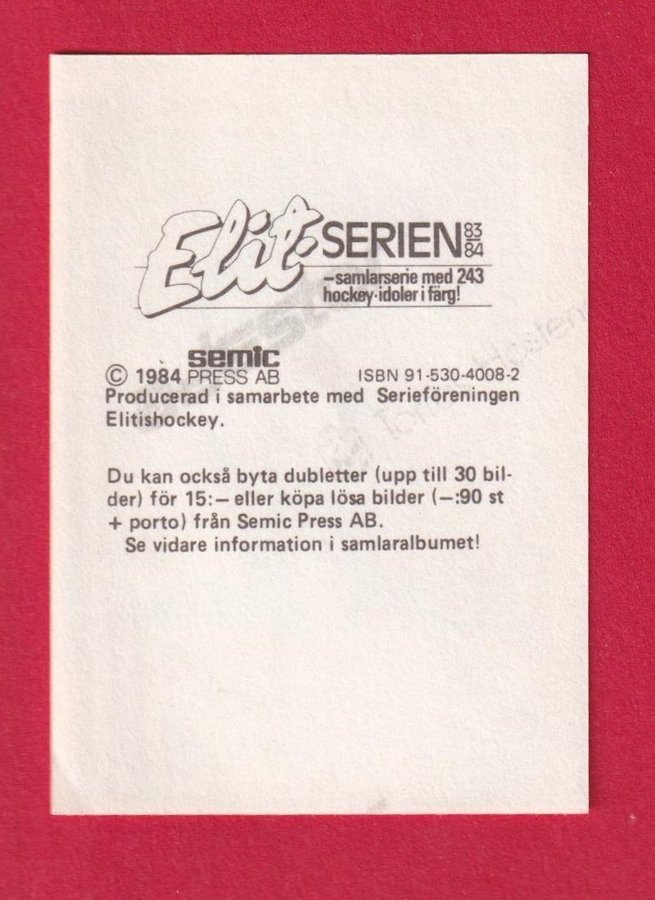 Elit-SERIEN 83/84
–samlarserie med 243
hockey-idoler i färg!
semic
© 1984 PRESS AB ISBN 91-530-4008-2
Producerad i samarbete med Serieföreningen
Elitishockey.
Du kan också byta dubletter (upp till 30 bil-
der) för 15:– eller köpa lösa bilder (–:90 st
+ porto) från Semic Press AB.
Se vidare information i samlaralbumet!